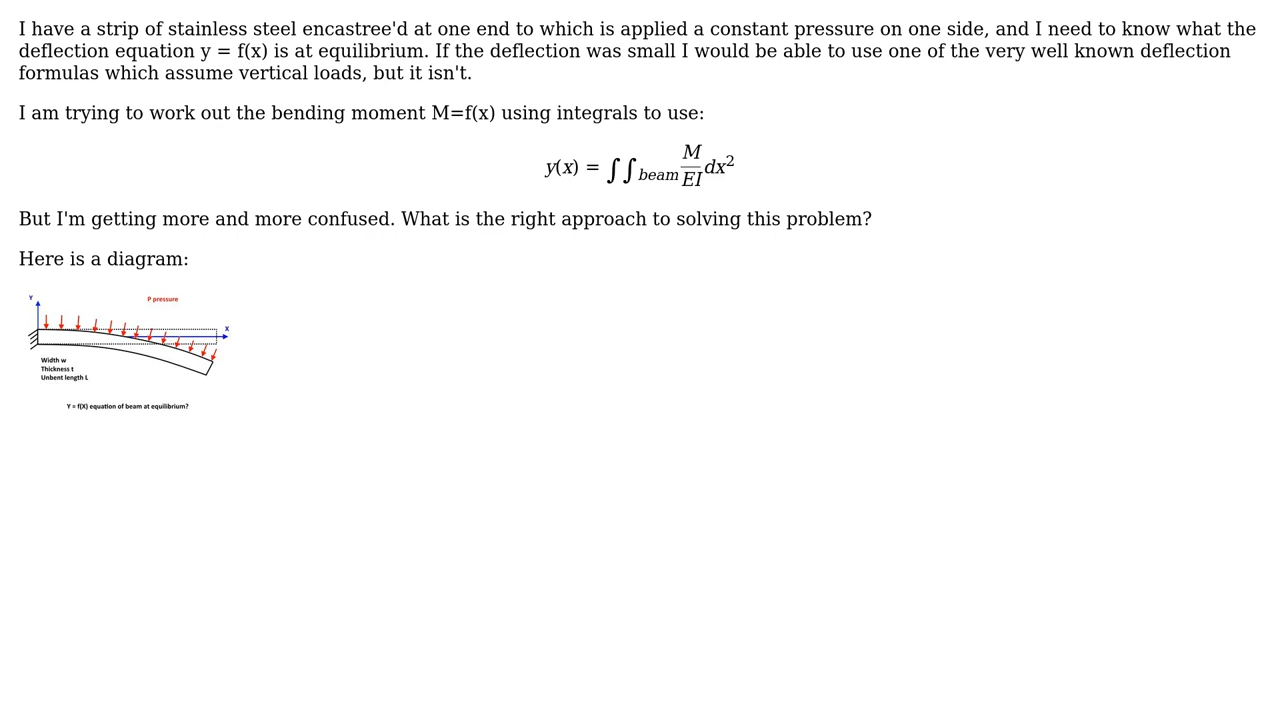 I have a strip of stainless steel encastree'd at one end to which is applied a constant pressure on one side, and I need to know what the
deflection equation y = f(x) is at equilibrium. If the deflection was small I would be able to use one of the very well known deflection
formulas which assume vertical loads, but it isn't.
I am trying to work out the bending moment M=f(x) using integrals to use:
y(x) = ∫∫_beam M/EI dx²
But I'm getting more and more confused. What is the right approach to solving this problem?
Here is a diagram:
Y
P pressure
X
Width w
Thickness t
Unbent length L
Y = f(X) equation of beam at equilibrium?